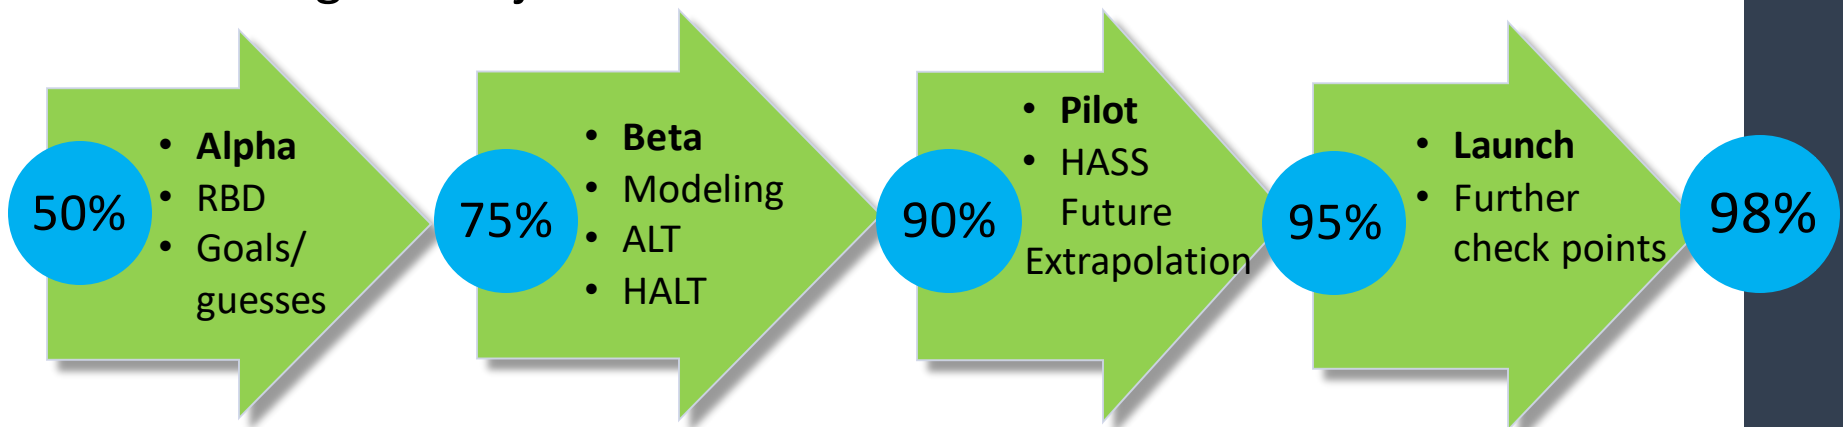 50%
• Alpha
• RBD
• Goals/
guesses
75%
• Beta
• Modeling
• ALT
• HALT
90%
• Pilot
• HASS
Future
Extrapolation
95%
• Launch
• Further
check points
98%